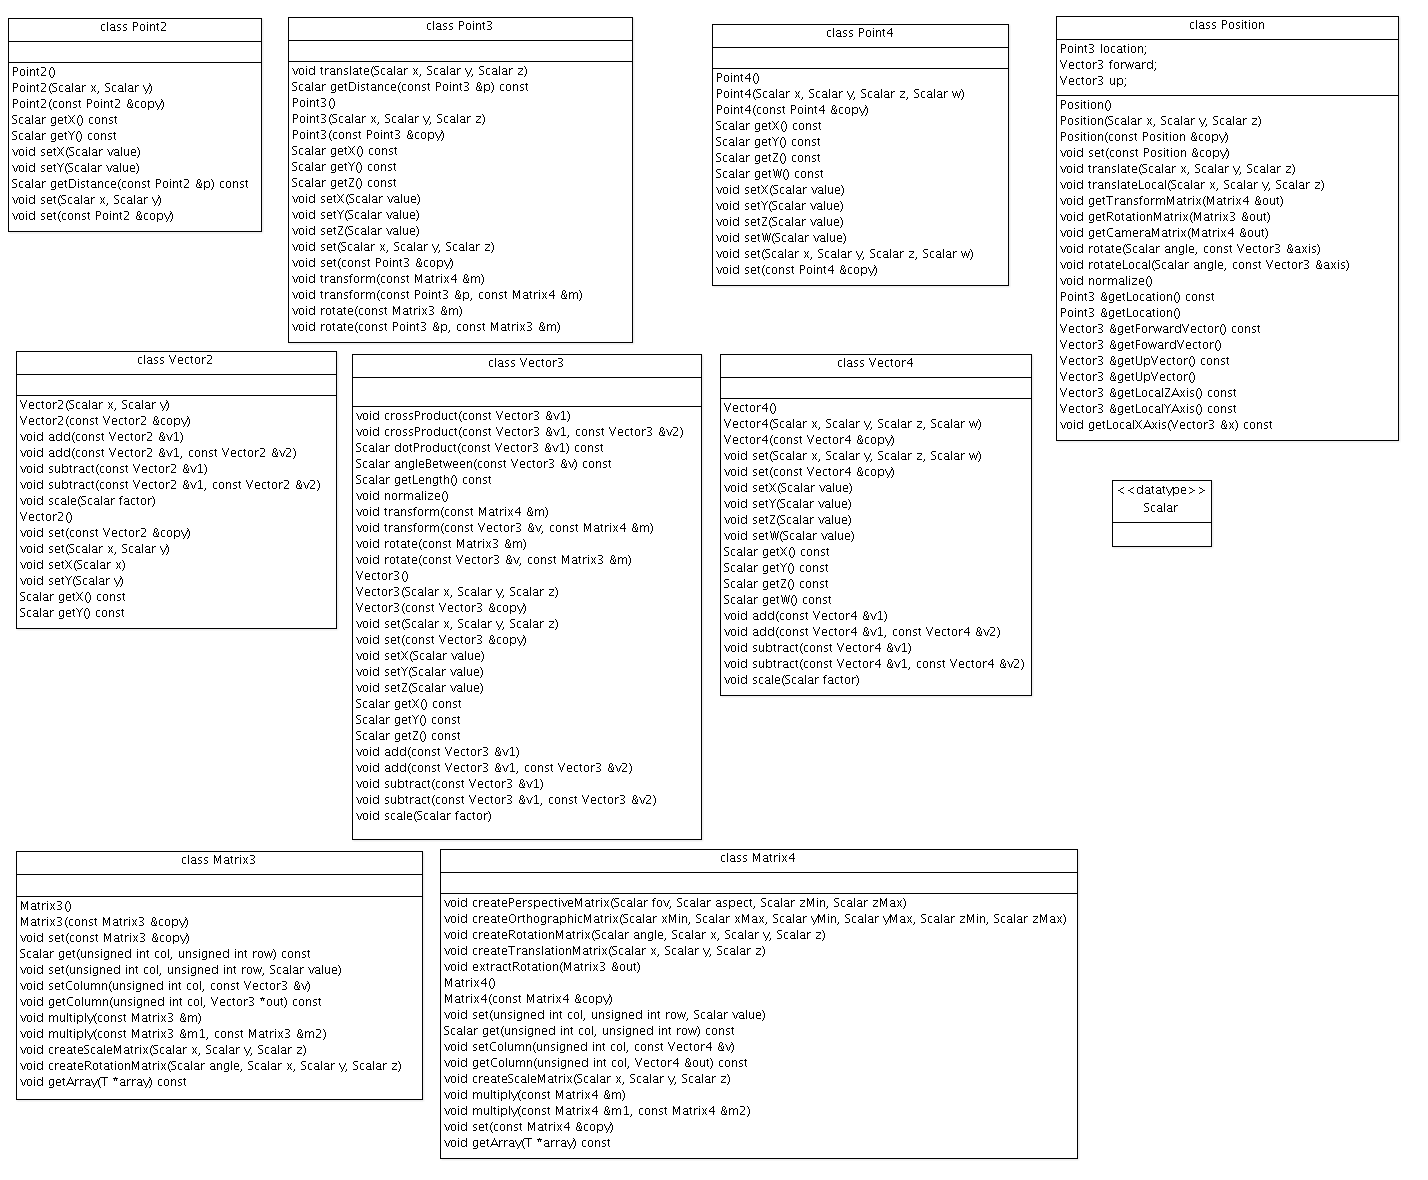 class Point2
Point2()
Point2(Scalar x, Scalar y)
Point2(const Point2 &copy)
Scalar getX() const
Scalar getY() const
void setX(Scalar value)
void setY(Scalar value)
Scalar getDistance(const Point2 &p) const
void set(Scalar x, Scalar y)
void set(const Point2 &copy)
class Point3
void translate(Scalar x, Scalar y, Scalar z)
Scalar getDistance(const Point3 &p) const
Point3()
Point3(Scalar x, Scalar y, Scalar z)
Point3(const Point3 &copy)
Scalar getX() const
Scalar getY() const
Scalar getZ() const
void setX(Scalar value)
void setY(Scalar value)
void setZ(Scalar value)
void set(Scalar x, Scalar y, Scalar z)
void set(const Point3 &copy)
void transform(const Matrix4 &m)
void transform(const Point3 &p, const Matrix4 &m)
void rotate(const Matrix3 &m)
void rotate(const Point3 &p, const Matrix3 &m)
class Point4
Point4()
Point4(Scalar x, Scalar y, Scalar z, Scalar w)
Point4(const Point4 &copy)
Scalar getX() const
Scalar getY() const
Scalar getZ() const
Scalar getW() const
void setX(Scalar value)
void setY(Scalar value)
void setZ(Scalar value)
void setW(Scalar value)
void set(Scalar x, Scalar y, Scalar z, Scalar w)
void set(const Point4 &copy)
class Position
Point3 location;
Vector3 forward;
Vector3 up;
Position()
Position(Scalar x, Scalar y, Scalar z)
Position(const Position &copy)
void set(const Position &copy)
void translate(Scalar x, Scalar y, Scalar z)
void translateLocal(Scalar x, Scalar y, Scalar z)
void getTransformMatrix(Matrix4 &out)
void getRotationMatrix(Matrix3 &out)
void getCameraMatrix(Matrix4 &out)
void rotate(Scalar angle, const Vector3 &axis)
void rotateLocal(Scalar angle, const Vector3 &axis)
void normalize()
Point3 &getLocation() const
Point3 &getLocation()
Vector3 &getForwardVector() const
Vector3 &getFowardVector()
Vector3 &getUpVector() const
Vector3 &getUpVector()
Vector3 &getLocalZAxis() const
Vector3 &getLocalYAxis() const
void getLocalXAxis(Vector3 &x) const
class Vector2
Vector2(Scalar x, Scalar y)
Vector2(const Vector2 &copy)
void add(const Vector2 &v1)
void add(const Vector2 &v1, const Vector2 &v2)
void subtract(const Vector2 &v1)
void subtract(const Vector2 &v1, const Vector2 &v2)
void scale(Scalar factor)
Vector2()
void set(const Vector2 &copy)
void set(Scalar x, Scalar y)
void setX(Scalar x)
void setY(Scalar y)
Scalar getX() const
Scalar getY() const
class Vector3
void crossProduct(const Vector3 &v1)
void crossProduct(const Vector3 &v1, const Vector3 &v2)
Scalar dotProduct(const Vector3 &v1) const
Scalar angleBetween(const Vector3 &v) const
Scalar getLength() const
void normalize()
void transform(const Matrix4 &m)
void transform(const Vector3 &v, const Matrix4 &m)
void rotate(const Matrix3 &m)
void rotate(const Vector3 &v, const Matrix3 &m)
Vector3()
Vector3(Scalar x, Scalar y, Scalar z)
Vector3(const Vector3 &copy)
void set(Scalar x, Scalar y, Scalar z)
void set(const Vector3 &copy)
void setX(Scalar value)
void setY(Scalar value)
void setZ(Scalar value)
Scalar getX() const
Scalar getY() const
Scalar getZ() const
void add(const Vector3 &v1)
void add(const Vector3 &v1, const Vector3 &v2)
void subtract(const Vector3 &v1)
void subtract(const Vector3 &v1, const Vector3 &v2)
void scale(Scalar factor)
class Vector4
Vector4()
Vector4(Scalar x, Scalar y, Scalar z, Scalar w)
Vector4(const Vector4 &copy)
void set(Scalar x, Scalar y, Scalar z, Scalar w)
void set(const Vector4 &copy)
void setX(Scalar value)
void setY(Scalar value)
void setZ(Scalar value)
void setW(Scalar value)
Scalar getX() const
Scalar getY() const
Scalar getZ() const
Scalar getW() const
void add(const Vector4 &v1)
void add(const Vector4 &v1, const Vector4 &v2)
void subtract(const Vector4 &v1)
void subtract(const Vector4 &v1, const Vector4 &v2)
void scale(Scalar factor)
<<datatype>>
Scalar
class Matrix3
Matrix3()
Matrix3(const Matrix3 &copy)
void set(const Matrix3 &copy)
Scalar get(unsigned int col, unsigned int row) const
void set(unsigned int col, unsigned int row, Scalar value)
void setColumn(unsigned int col, const Vector3 &v)
void getColumn(unsigned int col, Vector3 *out) const
void multiply(const Matrix3 &m)
void multiply(const Matrix3 &m1, const Matrix3 &m2)
void createScaleMatrix(Scalar x, Scalar y, Scalar z)
void createRotationMatrix(Scalar angle, Scalar x, Scalar y, Scalar z)
void getArray(T *array) const
class Matrix4
void createPerspectiveMatrix(Scalar fov, Scalar aspect, Scalar zMin, Scalar zMax)
void createOrthographicMatrix(Scalar xMin, Scalar xMax, Scalar yMin, Scalar yMax, Scalar zMin, Scalar zMax)
void createRotationMatrix(Scalar angle, Scalar x, Scalar y, Scalar z)
void createTranslationMatrix(Scalar x, Scalar y, Scalar z)
void extractRotation(Matrix3 &out)
Matrix4()
Matrix4(const Matrix4 &copy)
void set(unsigned int col, unsigned int row, Scalar value)
Scalar get(unsigned int col, unsigned int row) const
void setColumn(unsigned int col, const Vector4 &v)
void getColumn(unsigned int col, Vector4 &out) const
void createScaleMatrix(Scalar x, Scalar y, Scalar z)
void multiply(const Matrix4 &m)
void multiply(const Matrix4 &m1, const Matrix4 &m2)
void set(const Matrix4 &copy)
void getArray(T *array) const